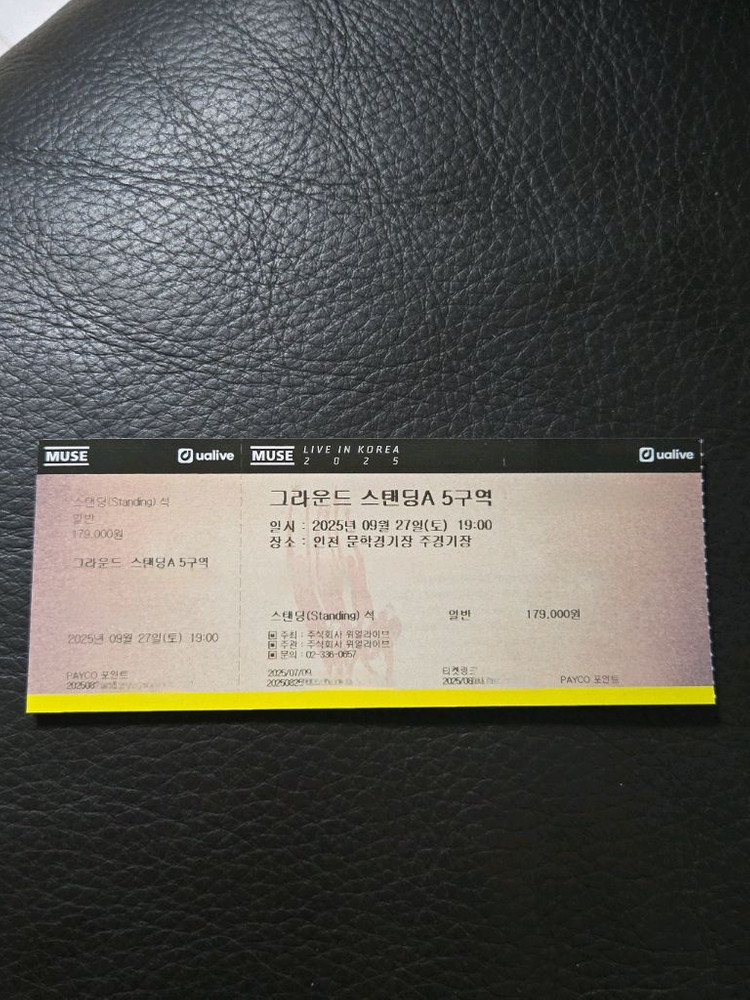 MUSE
ualive
스탠딩(Standing) 석
일반
179,000원
그라운드 스탠딩A 5구역
2025년 09월 27일(토) 19:00
PAYCO 포인트
MUSE
LIVE IN KOREA
2 0 2 5
ualive
그라운드 스탠딩A 5구역
일시 : 2025년 09월 27일(토) 19:00
장소 : 인천 문학경기장 주경기장
스탠딩(Standing) 석 일반 179,000원
주최 : 주식회사 위얼라이브
주관 : 주식회사 위얼라이브
문의 : 02-336-0657
2025/07/09
PAYCO 포인트